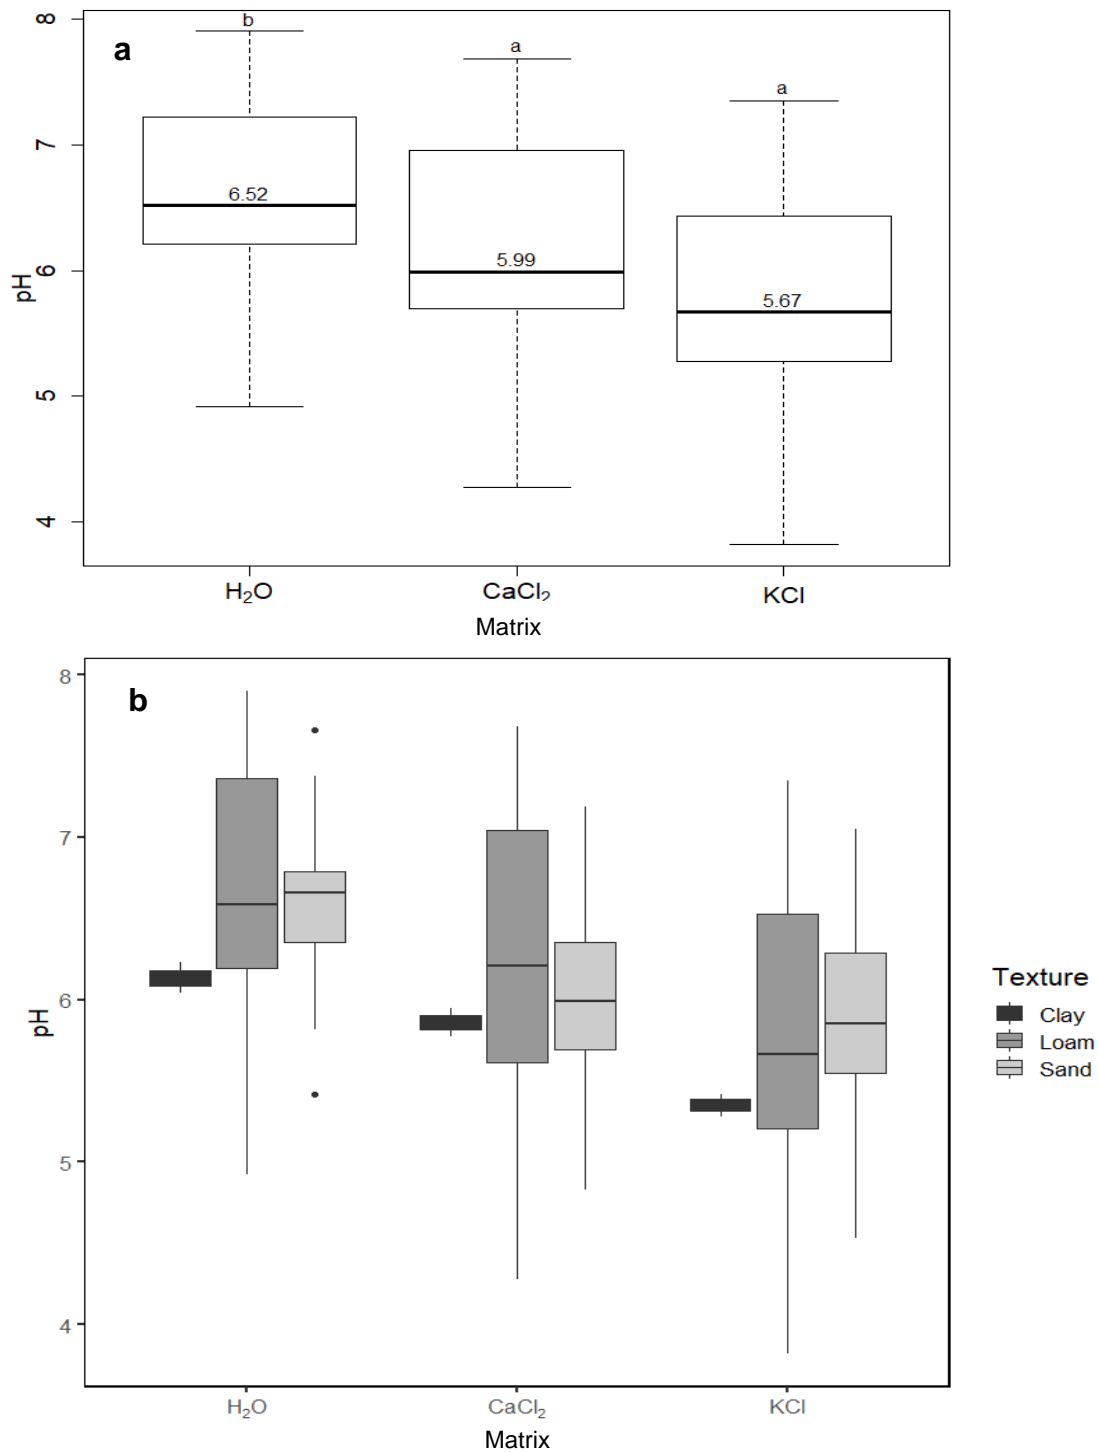 a
8
7
6
5
4
pH
b
a
a
6.52
5.99
5.67
H₂O
CaCl₂
KCl
Matrix
b
8
7
6
5
4
pH
H₂O
CaCl₂
KCl
Matrix
Texture
Clay
Loam
Sand